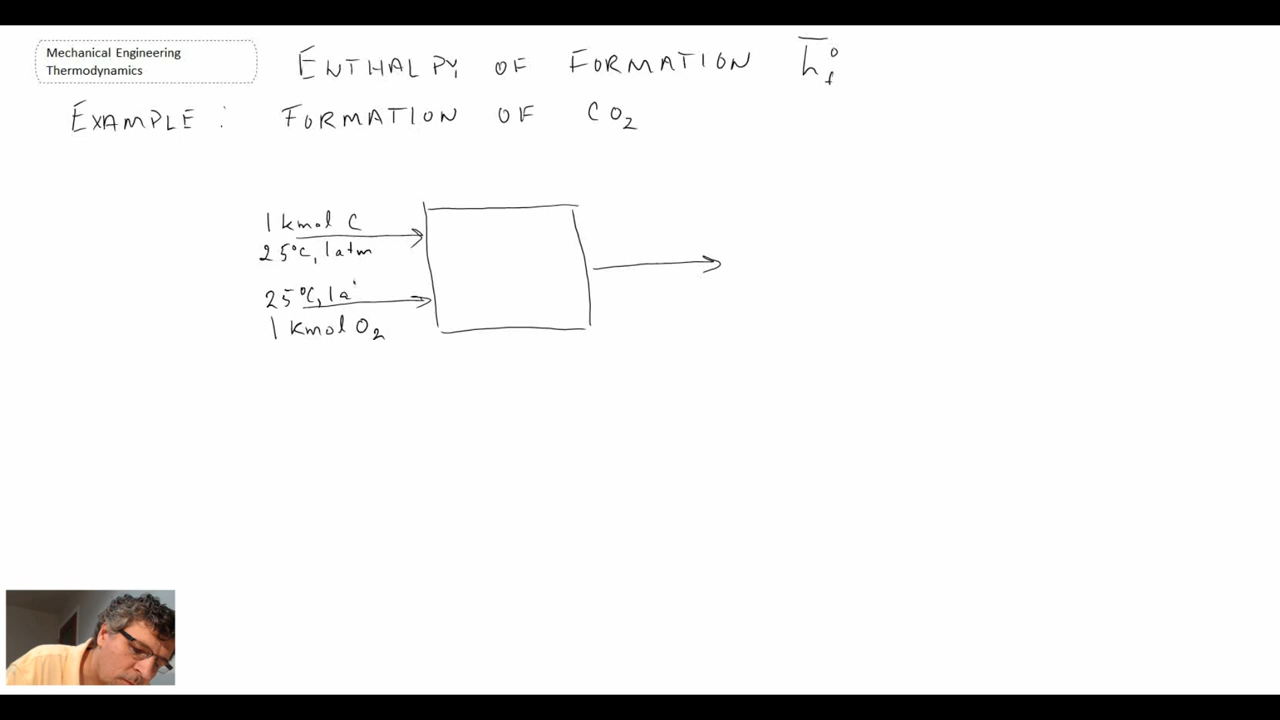 Mechanical Engineering
Thermodynamics
ENTHALPY OF FORMATION h̄f°
EXAMPLE : FORMATION OF CO2
1 kmol C
25°C, 1 atm
25°C, 1 a
1 kmol O2